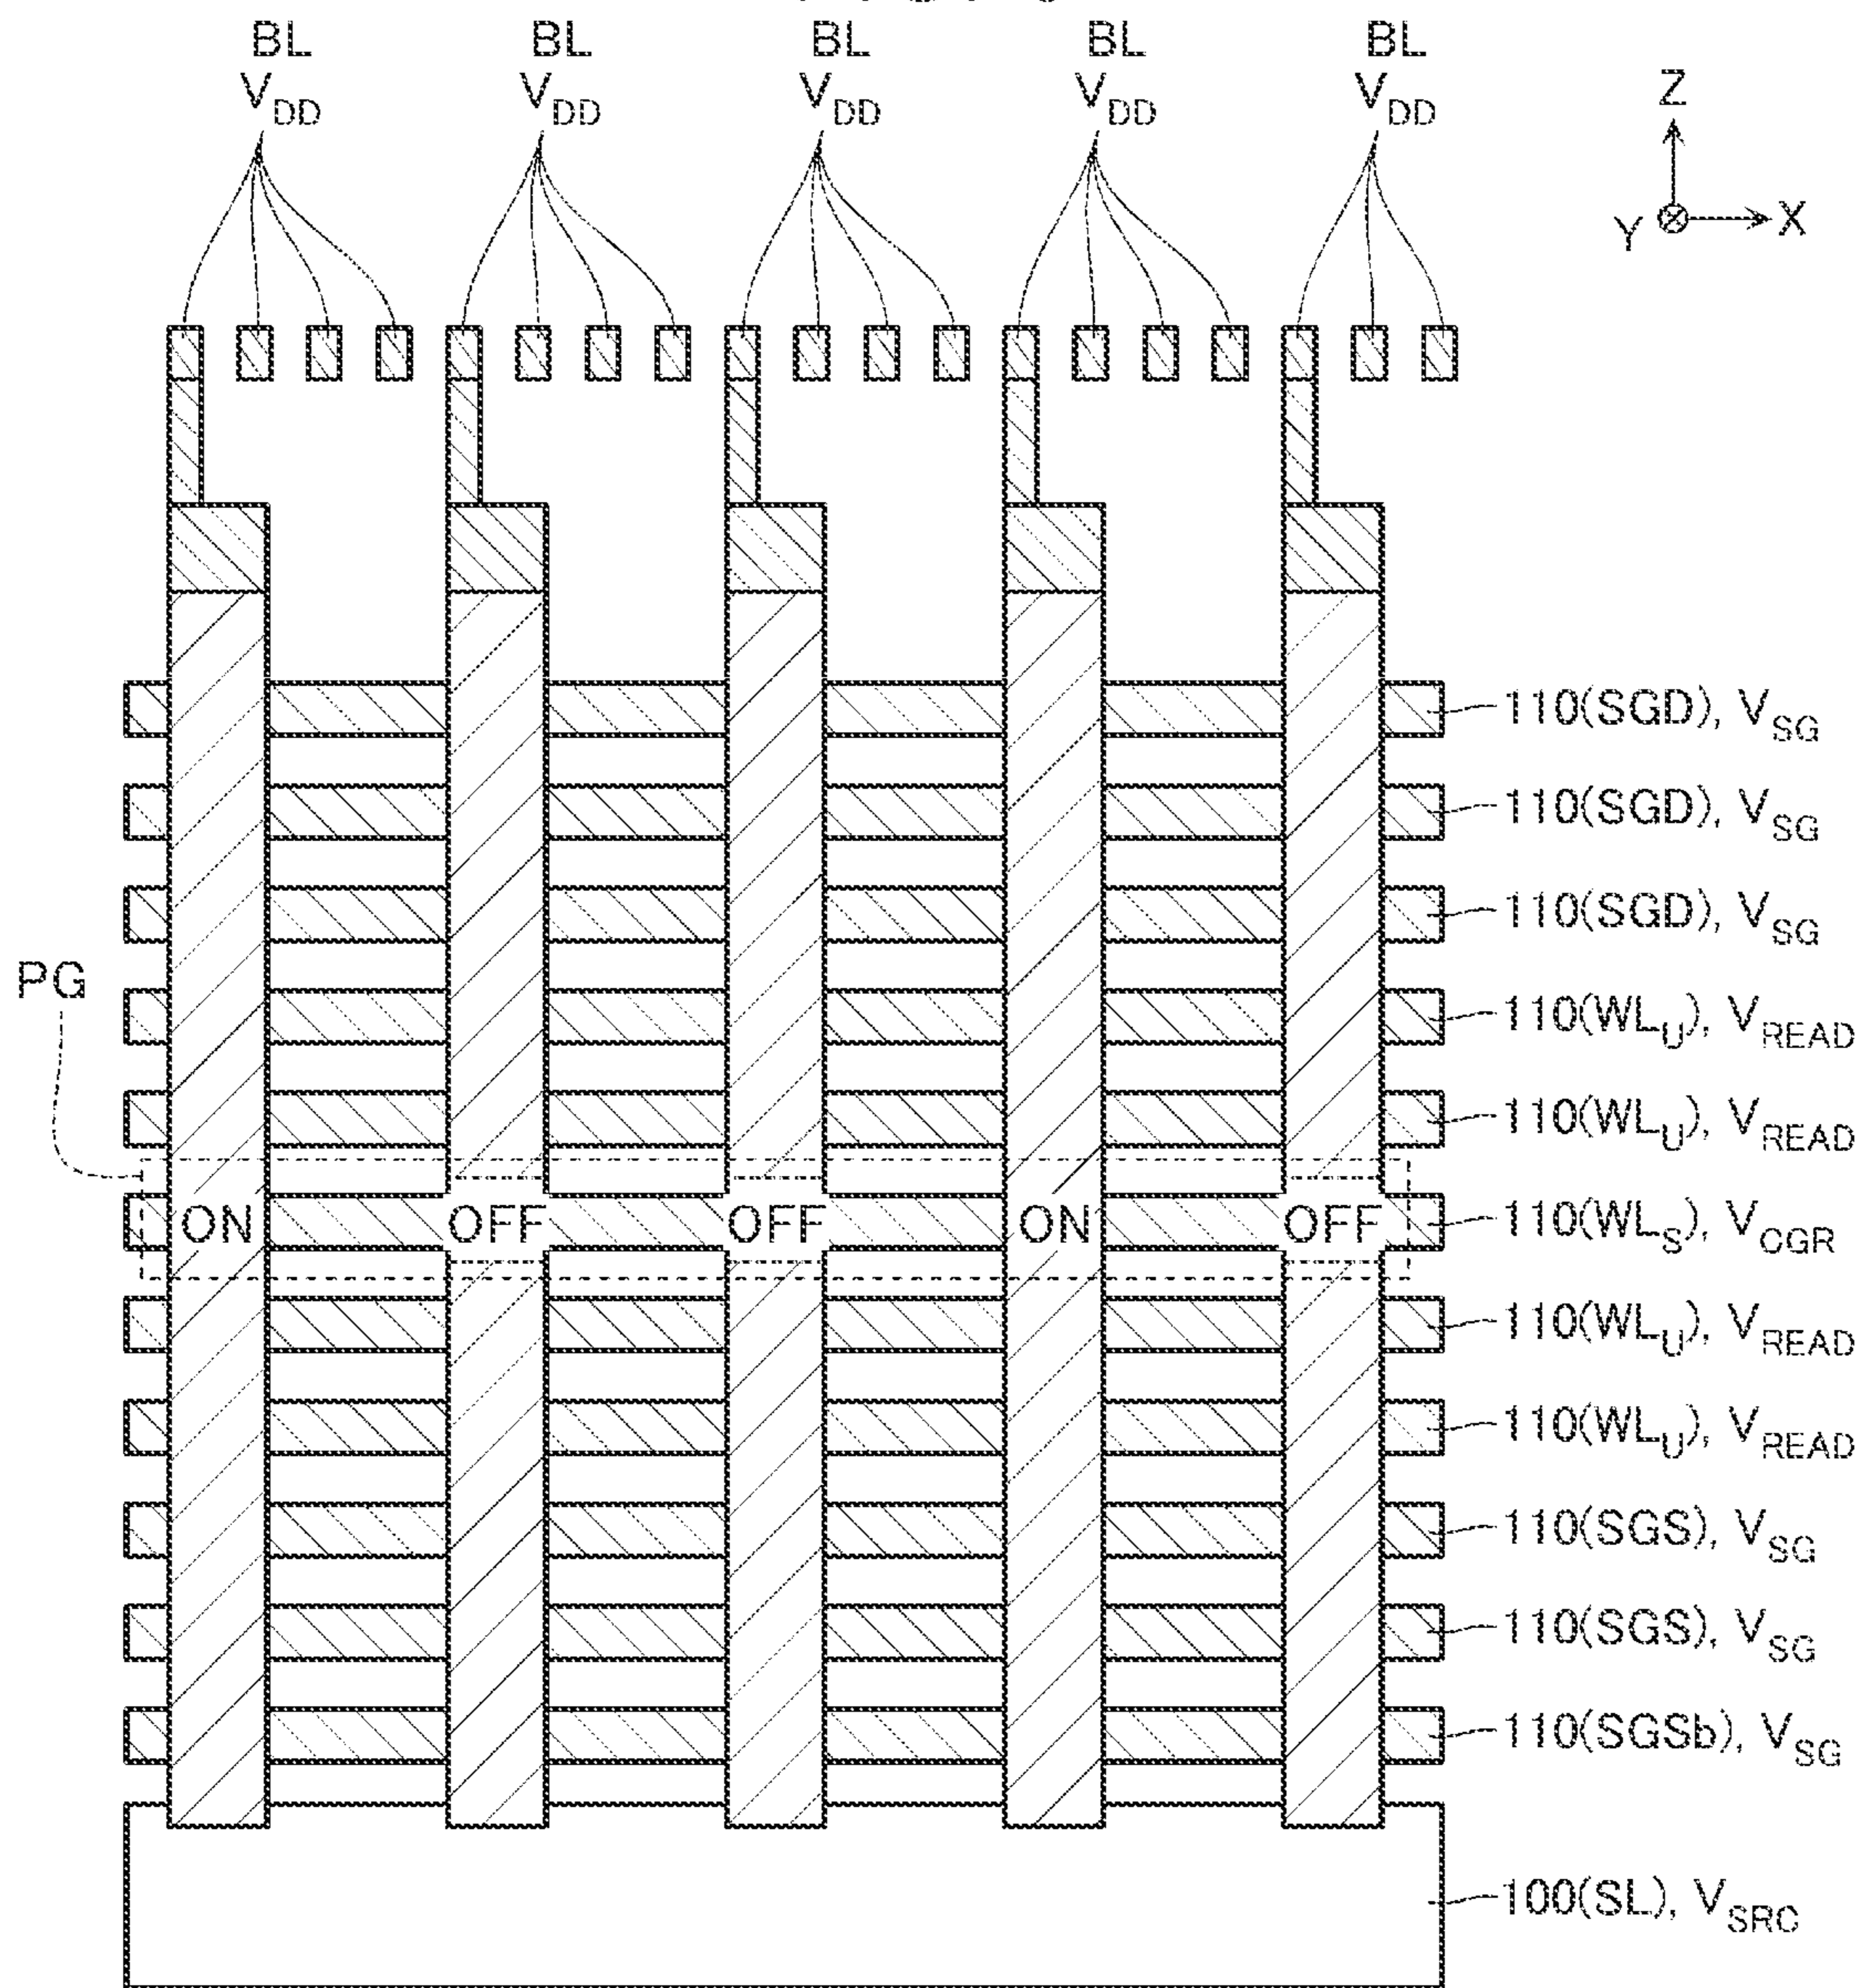 BL BL BL BL BL
VDD VDD VDD VDD VDD
Z
Y X
110(SGD), VSG
110(SGD), VSG
110(SGD), VSG
PG
110(WLU), VREAD
110(WLU), VREAD
ON OFF OFF ON OFF 110(WLS), VCGR
110(WLU), VREAD
110(WLU), VREAD
110(SGS), VSG
110(SGS), VSG
110(SGSb), VSG
100(SL), VSRC